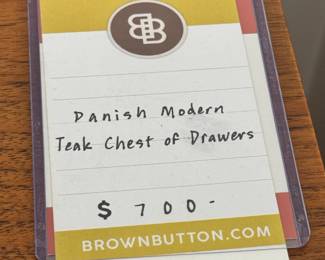 BB
Danish Modern
Teak Chest of Drawers
$ 700-
BROWNBUTTON.COM